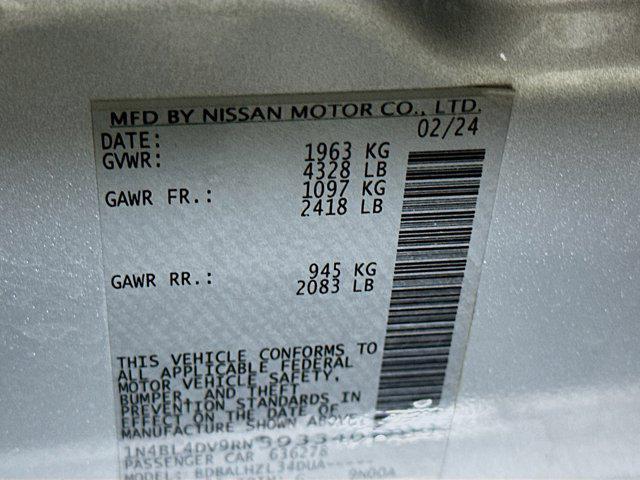 MFD BY NISSAN MOTOR CO., LTD.
DATE: 02/24
GVWR: 1963 KG
4328 LB
GAWR FR.: 1097 KG
2418 LB
GAWR RR.: 945 KG
2083 LB
THIS VEHICLE CONFORMS TO
ALL APPLICABLE FEDERAL
MOTOR VEHICLE SAFETY,
BUMPER, AND THEFT
PREVENTION STANDARDS IN
EFFECT ON THE DATE OF
MANUFACTURE SHOWN ABOVE.
PASSENGER CAR 636278
MODEL: BDBALHZL34DUA-----